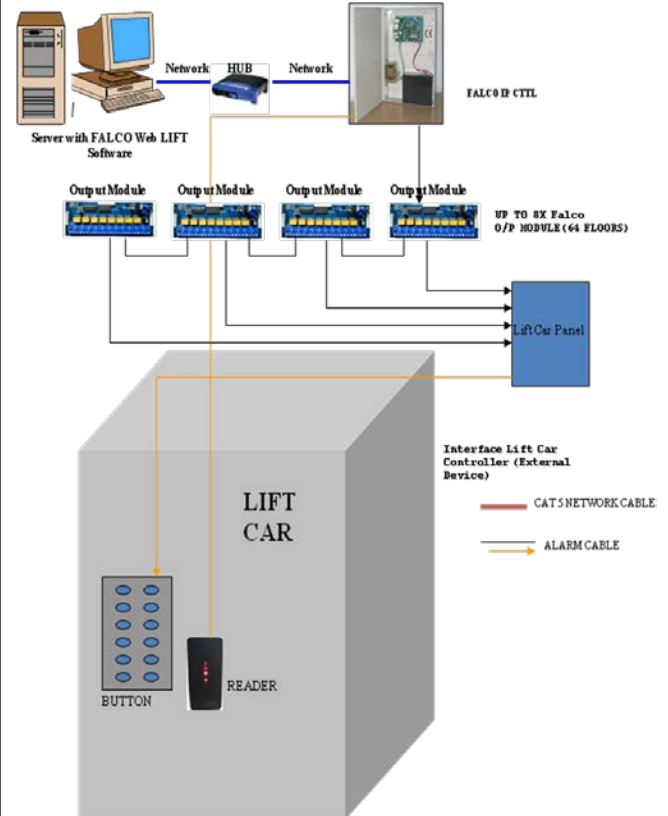 Network
HUB
Network
FALCO IP CTTL
Server with FALCO Web LIFT
Software
Output Module
Output Module
Output Module
Output Module
UP TO 8X Falco
O/P MODULE (64 FLOORS)
Lift Car Panel
Interface Lift Car
Controller (External
Device)
CAT 5 NETWORK CABLE
ALARM CABLE
LIFT
CAR
READER
BUTTON